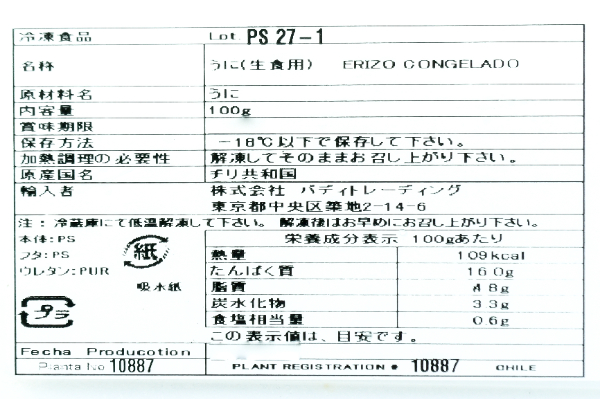 冷凍食品 Lot PS 27-1
名称 うに(生食用) ERIZO CONGELADO
原材料名 うに
内容量 100g
賞味期限
保存方法 -18℃以下で保存して下さい。
加熱調理の必要性 解凍してそのままお召し上がり下さい。
原産国名 チリ共和国
輸入者 株式会社 バディトレーディング
東京都中央区築地2-14-6
注: 冷蔵庫にて低温解凍して下さい。 解凍後はお早めにお召し上がり下さい。
本体:PS
フタ:PS
ウレタン:PUR
紙
吸水紙
プラ
栄養成分表示 100gあたり
熱量 109kcal
たんぱく質 16.0g
脂質 4.8g
炭水化物 3.3g
食塩相当量 0.6g
この表示値は、目安です。
Fecha Producotion
Planta No 10887 PLANT REGISTRATION # 10887 CHILE